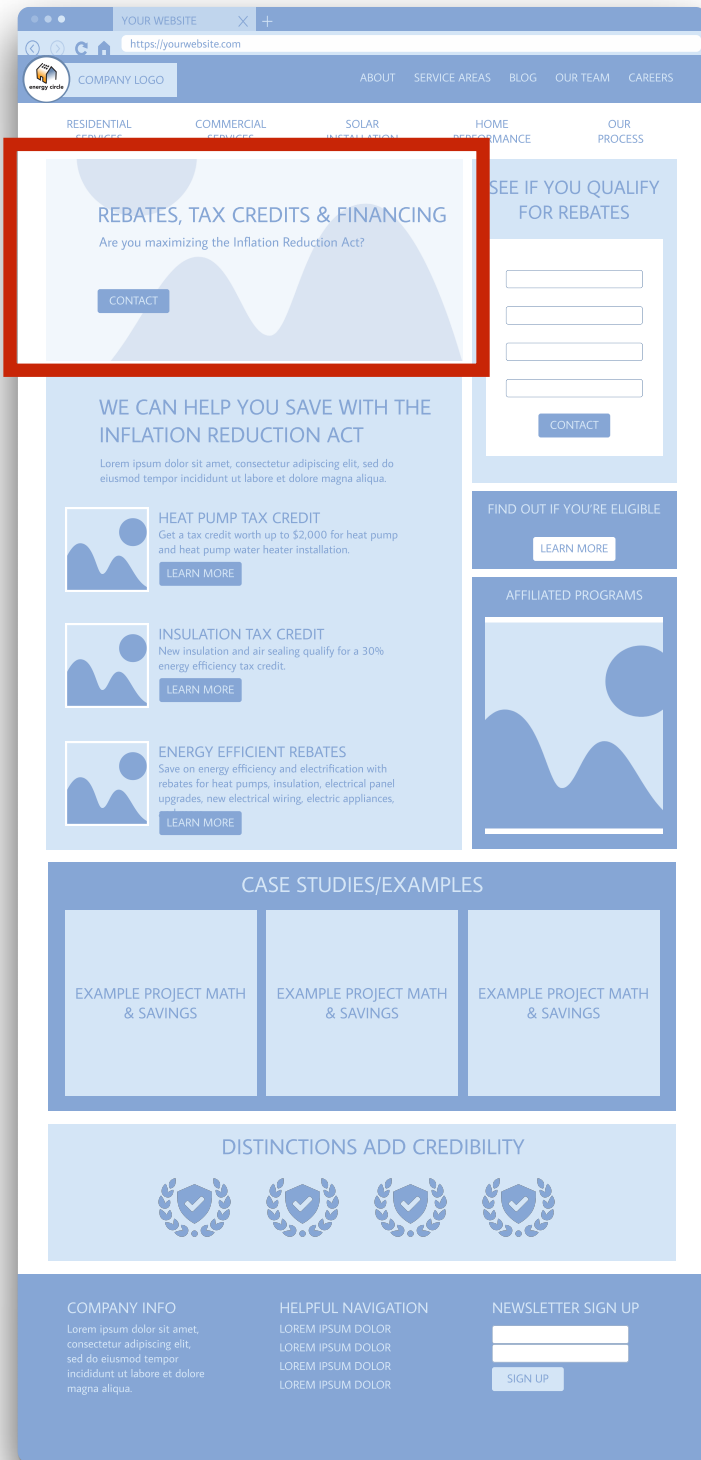 YOUR WEBSITE
https://yourwebsite.com
energy circle
COMPANY LOGO
ABOUT SERVICE AREAS BLOG OUR TEAM CAREERS
RESIDENTIAL SERVICES
COMMERCIAL SERVICES
SOLAR INSTALLATION
HOME PERFORMANCE
OUR PROCESS
REBATES, TAX CREDITS & FINANCING
Are you maximizing the Inflation Reduction Act?
CONTACT
SEE IF YOU QUALIFY
FOR REBATES
CONTACT
WE CAN HELP YOU SAVE WITH THE
INFLATION REDUCTION ACT
Lorem ipsum dolor sit amet, consectetur adipiscing elit, sed do
eiusmod tempor incididunt ut labore et dolore magna aliqua.
HEAT PUMP TAX CREDIT
Get a tax credit worth up to $2,000 for heat pump
and heat pump water heater installation.
LEARN MORE
INSULATION TAX CREDIT
New insulation and air sealing qualify for a 30%
energy efficiency tax credit.
LEARN MORE
ENERGY EFFICIENT REBATES
Save on energy efficiency and electrification with
rebates for heat pumps, insulation, electrical panel
upgrades, new electrical wiring, electric appliances,
LEARN MORE
FIND OUT IF YOU'RE ELIGIBLE
LEARN MORE
AFFILIATED PROGRAMS
CASE STUDIES/EXAMPLES
EXAMPLE PROJECT MATH
& SAVINGS
EXAMPLE PROJECT MATH
& SAVINGS
EXAMPLE PROJECT MATH
& SAVINGS
DISTINCTIONS ADD CREDIBILITY
COMPANY INFO
Lorem ipsum dolor sit amet,
consectetur adipiscing elit,
sed do eiusmod tempor
incididunt ut labore et dolore
magna aliqua.
HELPFUL NAVIGATION
LOREM IPSUM DOLOR
LOREM IPSUM DOLOR
LOREM IPSUM DOLOR
LOREM IPSUM DOLOR
NEWSLETTER SIGN UP
SIGN UP